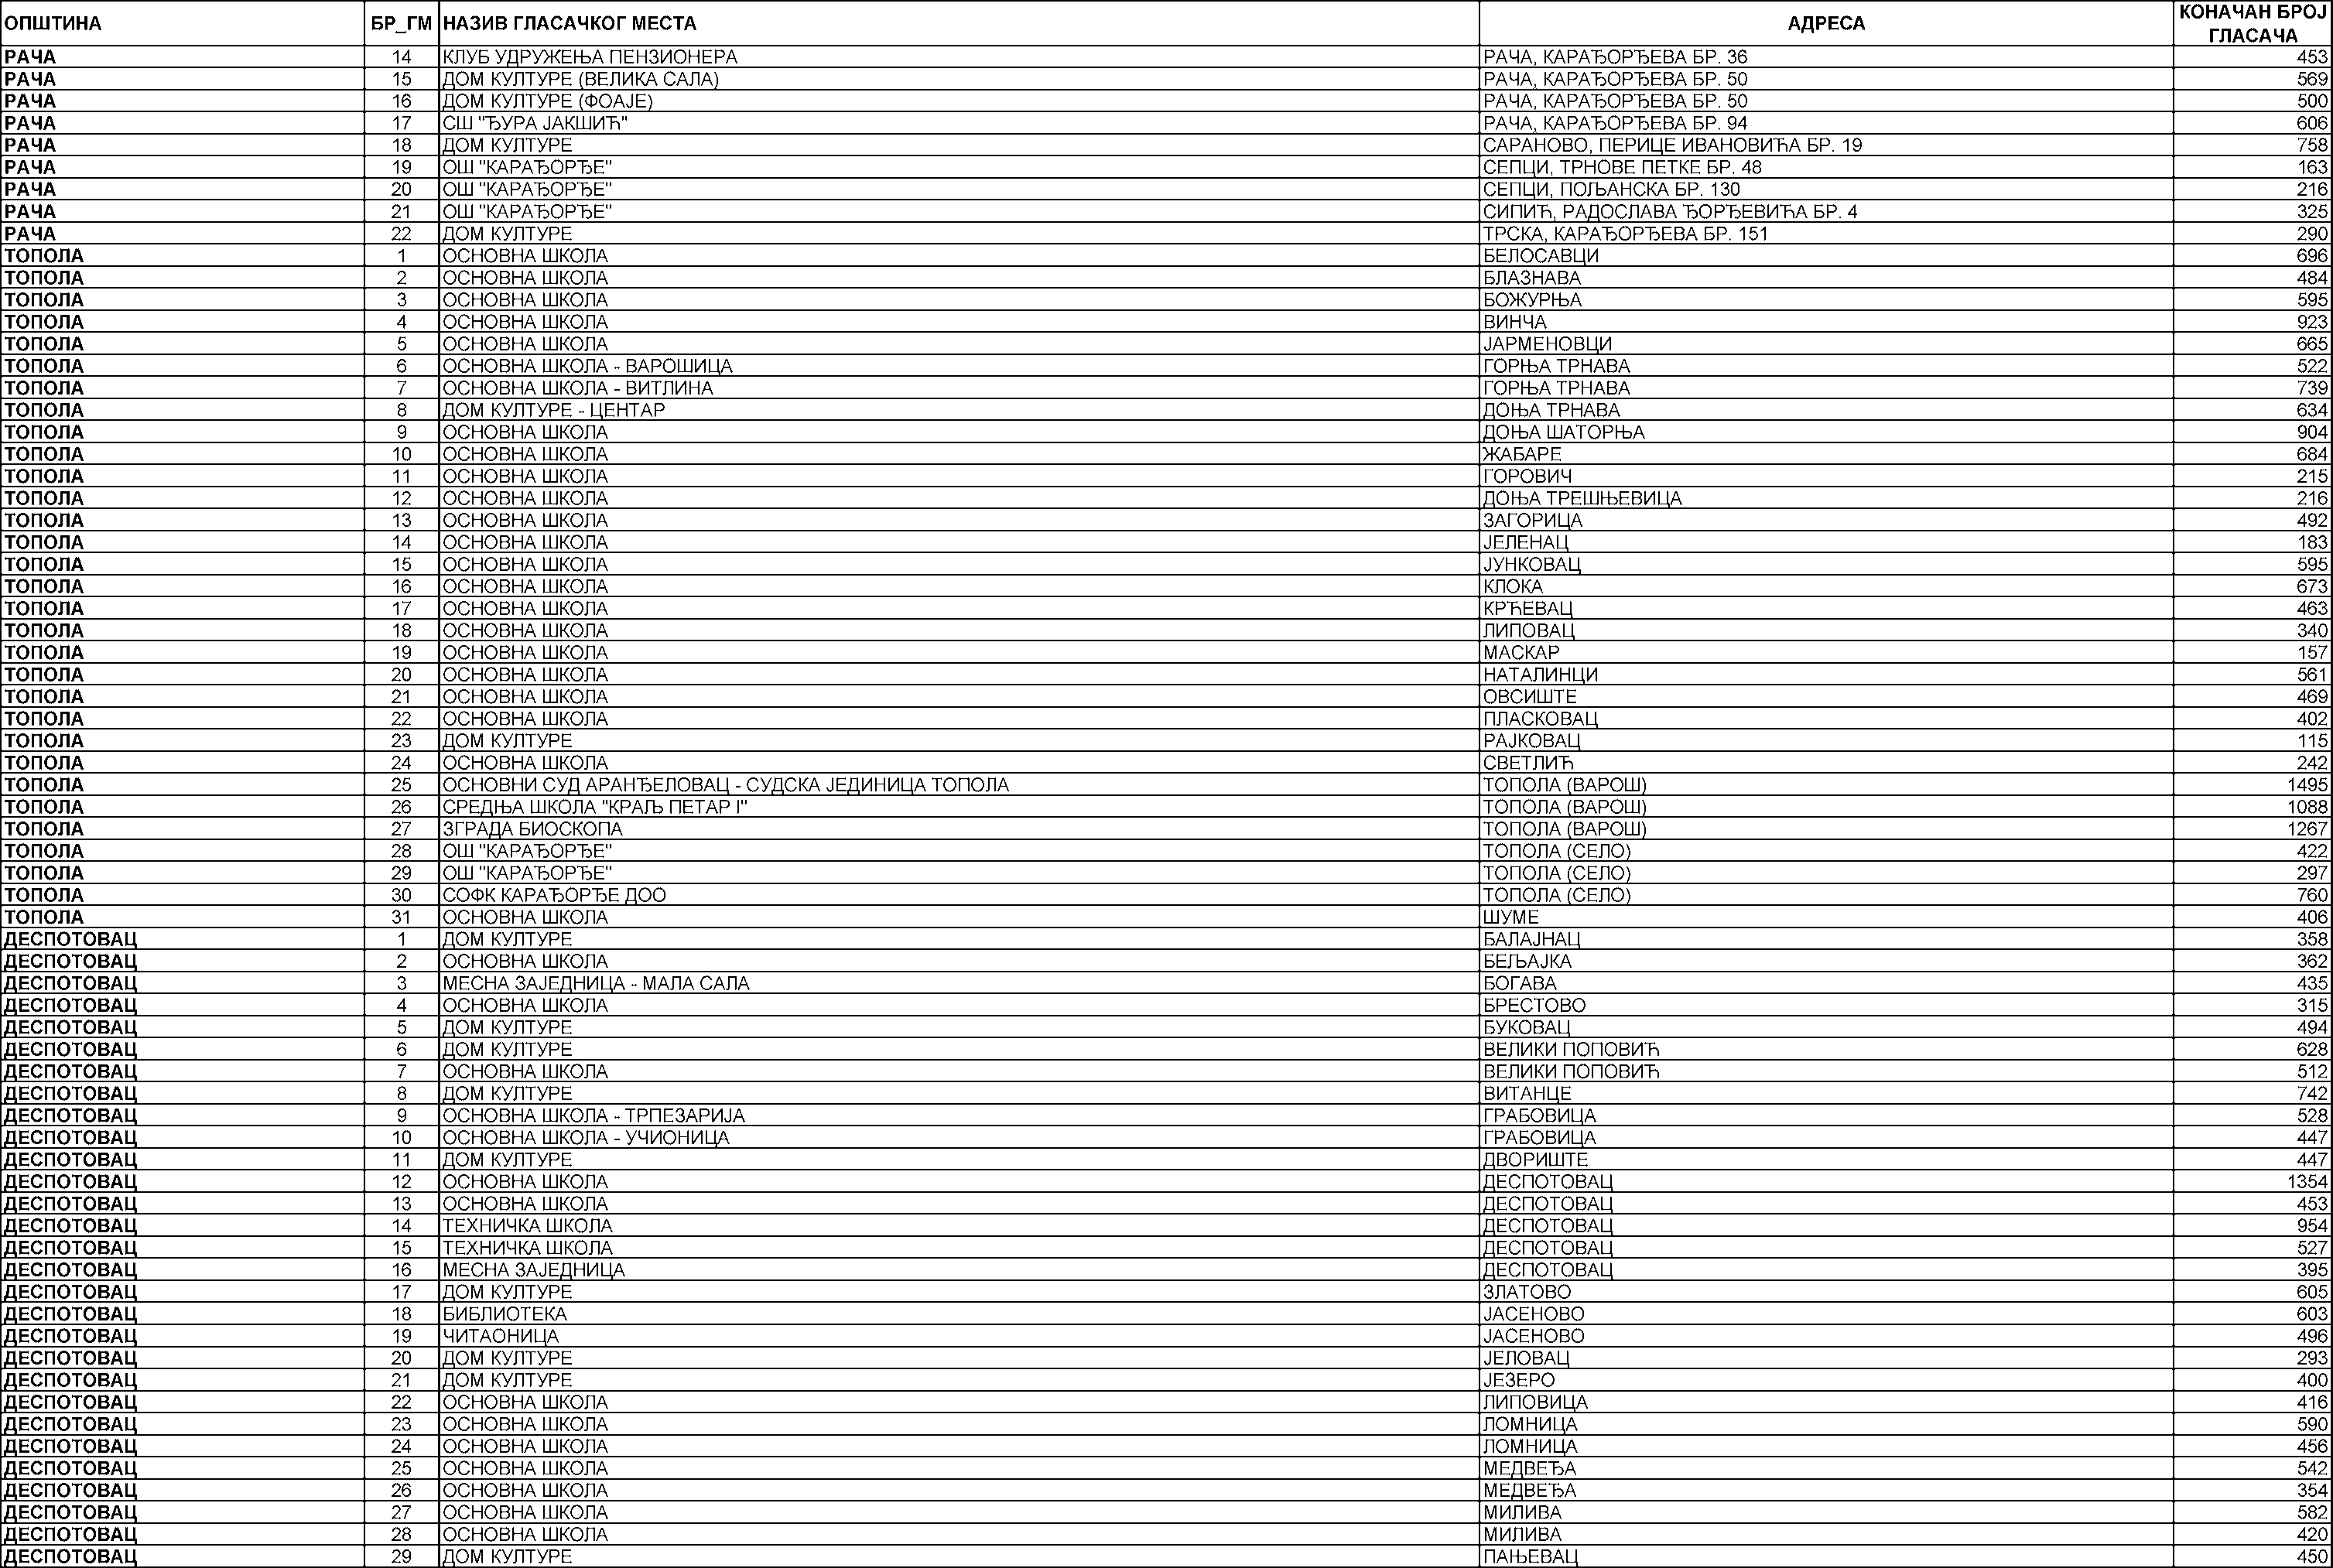 ОПШТИНА БР_ГМ НАЗИВ ГЛАСАЧКОГ МЕСТА АДРЕСА КОНАЧАН БРОЈ ГЛАСАЧА
РАЧА 14 КЛУБ УДРУЖЕЊА ПЕНЗИОНЕРА РАЧА, КАРАЂОРЂЕВА БР. 36 453
РАЧА 15 ДОМ КУЛТУРЕ (ВЕЛИКА САЛА) РАЧА, КАРАЂОРЂЕВА БР. 50 569
РАЧА 16 ДОМ КУЛТУРЕ (ФОАЈЕ) РАЧА, КАРАЂОРЂЕВА БР. 50 500
РАЧА 17 СШ "ЂУРА ЈАКШИЋ" РАЧА, КАРАЂОРЂЕВА БР. 94 606
РАЧА 18 ДОМ КУЛТУРЕ САРАНОВО, ПЕРИЦЕ ИВАНОВИЋА БР. 19 758
РАЧА 19 ОШ "КАРАЂОРЂЕ" СЕПЦИ, ТРНОВЕ ПЕТКЕ БР. 48 163
РАЧА 20 ОШ "КАРАЂОРЂЕ" СЕПЦИ, ПОЉАНСКА БР. 130 216
РАЧА 21 ОШ "КАРАЂОРЂЕ" СИПИЋ, РАДОСЛАВА ЂОРЂЕВИЋА БР. 4 325
РАЧА 22 ДОМ КУЛТУРЕ ТРСКА, КАРАЂОРЂЕВА БР. 151 290
ТОПОЛА 1 ОСНОВНА ШКОЛА БЕЛОСАВЦИ 696
ТОПОЛА 2 ОСНОВНА ШКОЛА БЛАЗНАВА 484
ТОПОЛА 3 ОСНОВНА ШКОЛА БОЖУРЊА 595
ТОПОЛА 4 ОСНОВНА ШКОЛА ВИНЧА 923
ТОПОЛА 5 ОСНОВНА ШКОЛА ЈАРМЕНОВЦИ 665
ТОПОЛА 6 ОСНОВНА ШКОЛА - ВАРОШИЦА ГОРЊА ТРНАВА 522
ТОПОЛА 7 ОСНОВНА ШКОЛА - ВИТЛИНА ГОРЊА ТРНАВА 739
ТОПОЛА 8 ДОМ КУЛТУРЕ - ЦЕНТАР ДОЊА ТРНАВА 634
ТОПОЛА 9 ОСНОВНА ШКОЛА ДОЊА ШАТОРЊА 904
ТОПОЛА 10 ОСНОВНА ШКОЛА ЖАБАРЕ 684
ТОПОЛА 11 ОСНОВНА ШКОЛА ГОРОВИЧ 215
ТОПОЛА 12 ОСНОВНА ШКОЛА ДОЊА ТРЕШЊЕВИЦА 216
ТОПОЛА 13 ОСНОВНА ШКОЛА ЗАГОРИЦА 492
ТОПОЛА 14 ОСНОВНА ШКОЛА ЈЕЛЕНАЦ 183
ТОПОЛА 15 ОСНОВНА ШКОЛА ЈУНКОВАЦ 595
ТОПОЛА 16 ОСНОВНА ШКОЛА КЛОКА 673
ТОПОЛА 17 ОСНОВНА ШКОЛА КРЋЕВАЦ 463
ТОПОЛА 18 ОСНОВНА ШКОЛА ЛИПОВАЦ 340
ТОПОЛА 19 ОСНОВНА ШКОЛА МАСКАР 157
ТОПОЛА 20 ОСНОВНА ШКОЛА НАТАЛИНЦИ 561
ТОПОЛА 21 ОСНОВНА ШКОЛА ОВСИШТЕ 469
ТОПОЛА 22 ОСНОВНА ШКОЛА ПЛАСКОВАЦ 402
ТОПОЛА 23 ДОМ КУЛТУРЕ РАЈКОВАЦ 115
ТОПОЛА 24 ОСНОВНА ШКОЛА СВЕТЛИЋ 242
ТОПОЛА 25 ОСНОВНИ СУД АРАНЂЕЛОВАЦ - СУДСКА ЈЕДИНИЦА ТОПОЛА ТОПОЛА (ВАРОШ) 1495
ТОПОЛА 26 СРЕДЊА ШКОЛА "КРАЉ ПЕТАР I" ТОПОЛА (ВАРОШ) 1088
ТОПОЛА 27 ЗГРАДА БИОСКОПА ТОПОЛА (ВАРОШ) 1267
ТОПОЛА 28 ОШ "КАРАЂОРЂЕ" ТОПОЛА (СЕЛО) 422
ТОПОЛА 29 ОШ "КАРАЂОРЂЕ" ТОПОЛА (СЕЛО) 297
ТОПОЛА 30 СОФК КАРАЂОРЂЕ ДОО ТОПОЛА (СЕЛО) 760
ТОПОЛА 31 ОСНОВНА ШКОЛА ШУМЕ 406
ДЕСПОТОВАЦ 1 ДОМ КУЛТУРЕ БАЛАЈНАЦ 358
ДЕСПОТОВАЦ 2 ОСНОВНА ШКОЛА БЕЉАЈКА 362
ДЕСПОТОВАЦ 3 МЕСНА ЗАЈЕДНИЦА - МАЛА САЛА БОГАВА 435
ДЕСПОТОВАЦ 4 ОСНОВНА ШКОЛА БРЕСТОВО 315
ДЕСПОТОВАЦ 5 ДОМ КУЛТУРЕ БУКОВАЦ 494
ДЕСПОТОВАЦ 6 ДОМ КУЛТУРЕ ВЕЛИКИ ПОПОВИЋ 628
ДЕСПОТОВАЦ 7 ОСНОВНА ШКОЛА ВЕЛИКИ ПОПОВИЋ 512
ДЕСПОТОВАЦ 8 ДОМ КУЛТУРЕ ВИТАНЦЕ 742
ДЕСПОТОВАЦ 9 ОСНОВНА ШКОЛА - ТРПЕЗАРИЈА ГРАБОВИЦА 528
ДЕСПОТОВАЦ 10 ОСНОВНА ШКОЛА - УЧИОНИЦА ГРАБОВИЦА 447
ДЕСПОТОВАЦ 11 ДОМ КУЛТУРЕ ДВОРИШТЕ 447
ДЕСПОТОВАЦ 12 ОСНОВНА ШКОЛА ДЕСПОТОВАЦ 1354
ДЕСПОТОВАЦ 13 ОСНОВНА ШКОЛА ДЕСПОТОВАЦ 453
ДЕСПОТОВАЦ 14 ТЕХНИЧКА ШКОЛА ДЕСПОТОВАЦ 954
ДЕСПОТОВАЦ 15 ТЕХНИЧКА ШКОЛА ДЕСПОТОВАЦ 527
ДЕСПОТОВАЦ 16 МЕСНА ЗАЈЕДНИЦА ДЕСПОТОВАЦ 395
ДЕСПОТОВАЦ 17 ДОМ КУЛТУРЕ ЗЛАТОВО 605
ДЕСПОТОВАЦ 18 БИБЛИОТЕКА ЈАСЕНОВО 603
ДЕСПОТОВАЦ 19 ЧИТАОНИЦА ЈАСЕНОВО 496
ДЕСПОТОВАЦ 20 ДОМ КУЛТУРЕ ЈЕЛОВАЦ 293
ДЕСПОТОВАЦ 21 ДОМ КУЛТУРЕ ЈЕЗЕРО 400
ДЕСПОТОВАЦ 22 ОСНОВНА ШКОЛА ЛИПОВИЦА 416
ДЕСПОТОВАЦ 23 ОСНОВНА ШКОЛА ЛОМНИЦА 590
ДЕСПОТОВАЦ 24 ОСНОВНА ШКОЛА ЛОМНИЦА 456
ДЕСПОТОВАЦ 25 ОСНОВНА ШКОЛА МЕДВЕЂА 542
ДЕСПОТОВАЦ 26 ОСНОВНА ШКОЛА МЕДВЕЂА 354
ДЕСПОТОВАЦ 27 ОСНОВНА ШКОЛА МИЛИВА 582
ДЕСПОТОВАЦ 28 ОСНОВНА ШКОЛА МИЛИВА 420
ДЕСПОТОВАЦ 29 ДОМ КУЛТУРЕ ПАЊЕВАЦ 450